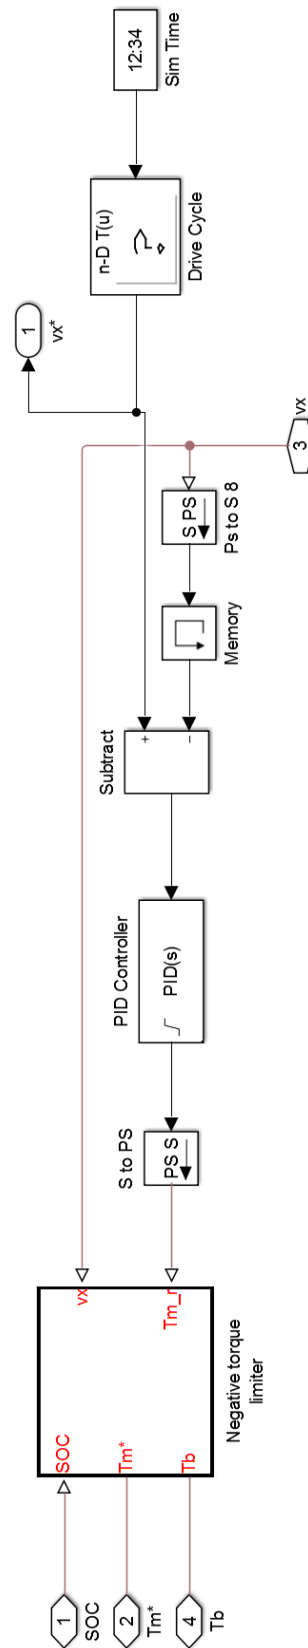 12:34
Sim Time
n-D T(u)
Drive Cycle
1
vx*
3
vx
S PS
Ps to S 8
Memory
Subtract
+
−
PID Controller
PID(s)
S to PS
PS S
vx
Tm_r
SOC
Tm*
Tb
Negative torque
limiter
1
SOC
2
Tm*
4
Tb